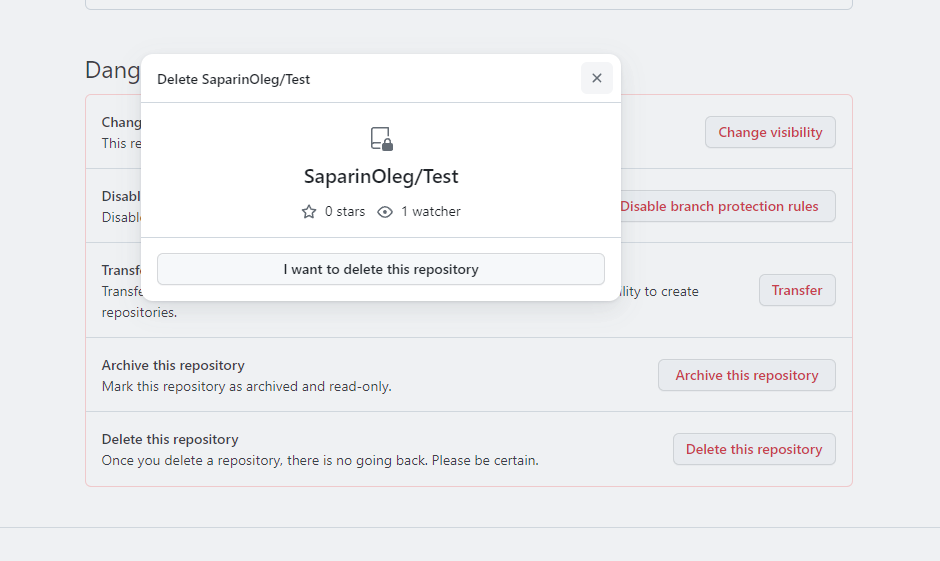 Dang
Delete SaparinOleg/Test
SaparinOleg/Test
0 stars 1 watcher
I want to delete this repository
Chang
This re
Change visibility
Disabl
Disabl
Disable branch protection rules
Transf
Transfe
ility to create
repositories.
Transfer
Archive this repository
Mark this repository as archived and read-only.
Archive this repository
Delete this repository
Once you delete a repository, there is no going back. Please be certain.
Delete this repository